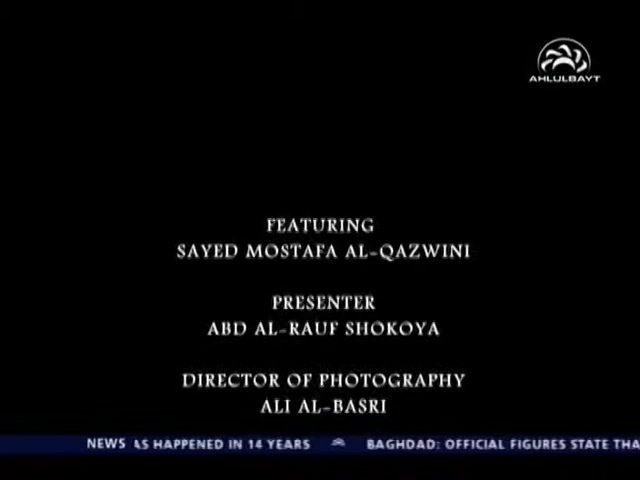 AHLULBAYT
FEATURING
SAYED MOSTAFA AL-QAZWINI
PRESENTER
ABD AL-RAUF SHOKOYA
DIRECTOR OF PHOTOGRAPHY
ALI AL-BASRI
NEWS AS HAPPENED IN 14 YEARS BAGHDAD: OFFICIAL FIGURES STATE THA